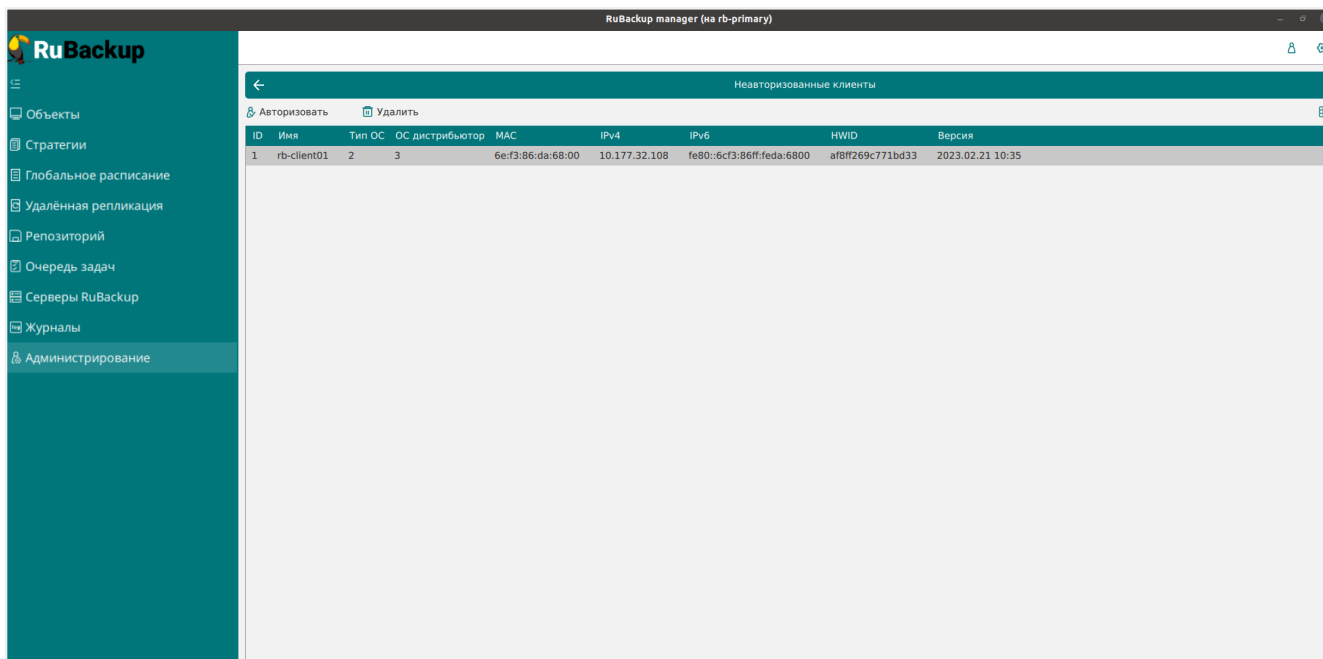 RuBackup manager (на rb-primary)
RuBackup
Объекты
Стратегии
Глобальное расписание
Удалённая репликация
Репозиторий
Очередь задач
Серверы RuBackup
Журналы
Администрирование
Неавторизованные клиенты
Авторизовать Удалить
ID Имя Тип ОС ОС дистрибьютор MAC IPv4 IPv6 HWID Версия
1 rb-client01 2 3 6e:f3:86:da:68:00 10.177.32.108 fe80::6cf3:86ff:feda:6800 af8ff269c771bd33 2023.02.21 10:35